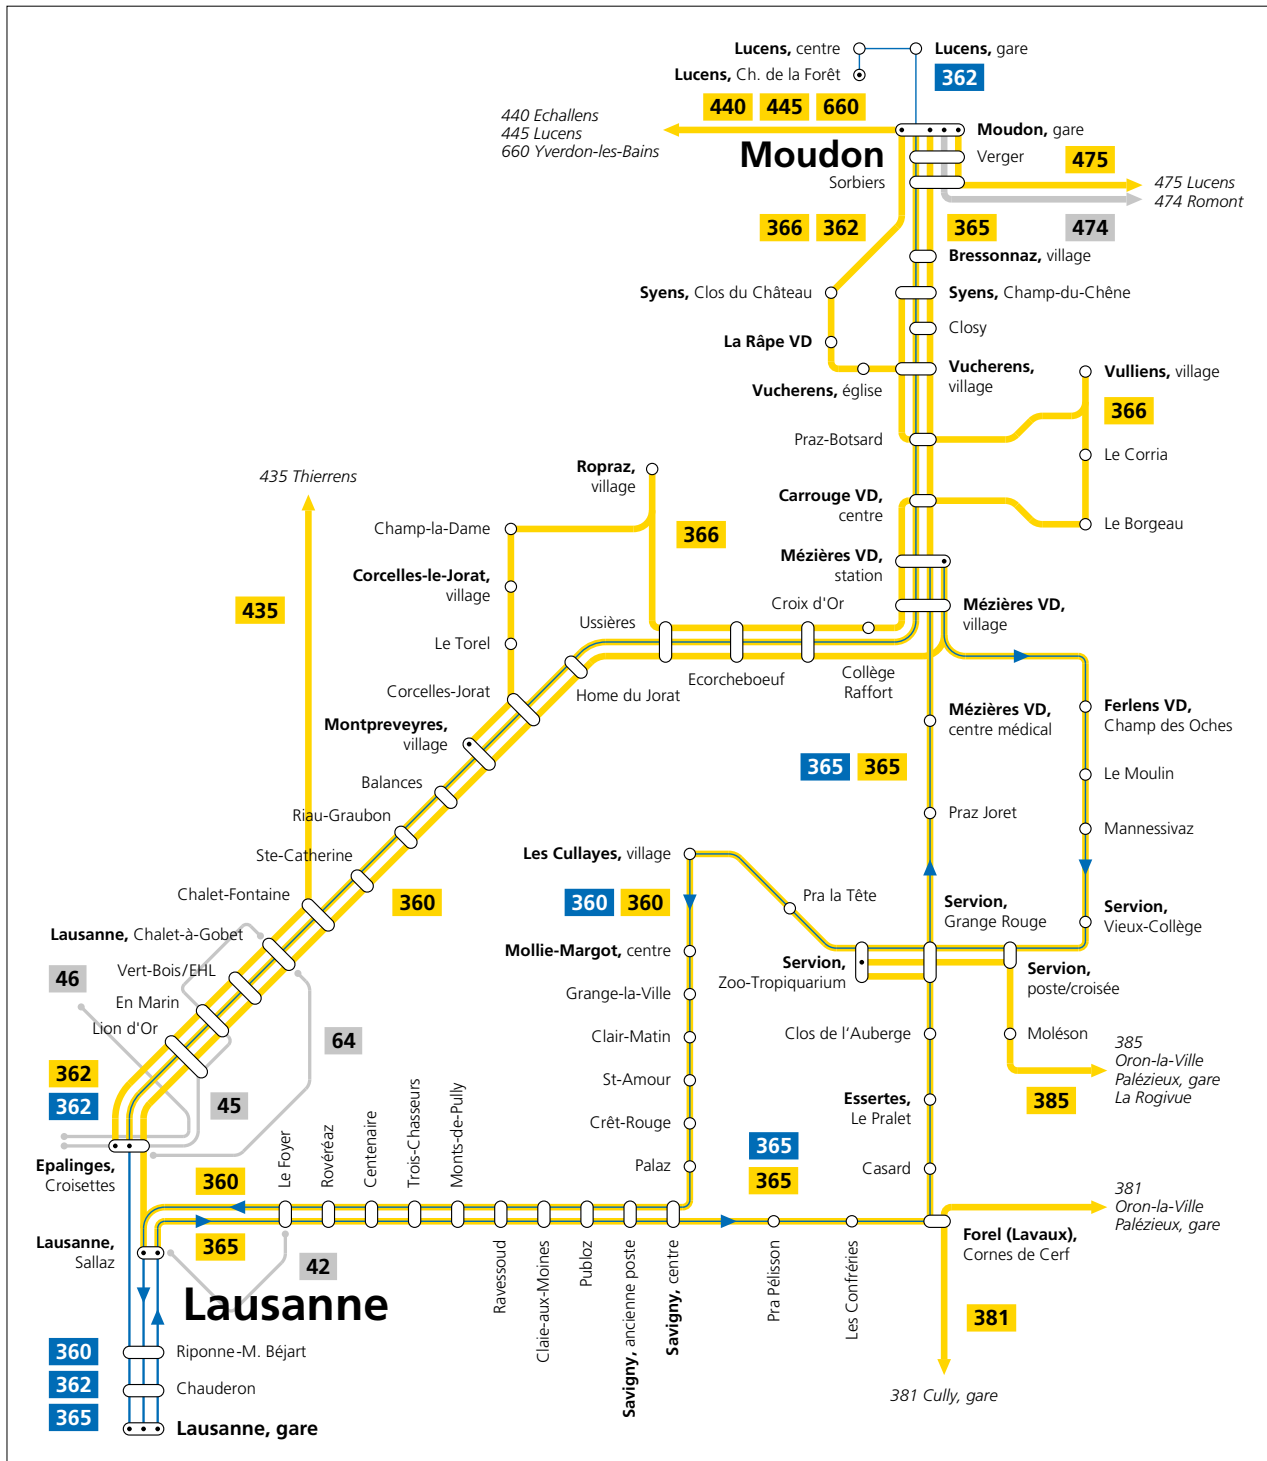 Lucens, centre
Lucens, gare
Lucens, Ch. de la Forêt
362
440 445 660
440 Echallens
445 Lucens
660 Yverdon-les-Bains
Moudon, gare
Moudon
Verger
475
Sorbiers
475 Lucens
474 Romont
366 362
365
474
Bressonnaz, village
Syens, Clos du Château
Syens, Champ-du-Chêne
Closy
La Râpe VD
Vucherens,
village
Vulliens, village
Vucherens, église
366
Praz-Botsard
Le Corria
Ropraz,
village
435 Thierrens
Carrouge VD,
centre
Champ-la-Dame
366
Le Borgeau
Mézières VD,
station
Corcelles-le-Jorat,
village
435
Croix d'Or
Mézières VD,
village
Ussières
Le Torel
Ecorcheboeuf
Collège
Raffort
Home du Jorat
Corcelles-Jorat
Mézières VD,
centre médical
Ferlens VD,
Champ des Oches
Montpreveyres,
village
365 365
Le Moulin
Balances
Riau-Graubon
Praz Joret
Mannessivaz
Ste-Catherine
Les Cullayes, village
Chalet-Fontaine
360
360 360
Pra la Tête
Servion,
Grange Rouge
Servion,
Vieux-Collège
Lausanne, Chalet-à-Gobet
Mollie-Margot, centre
Vert-Bois/EHL
46
Servion,
Zoo-Tropiquarium
Servion,
poste/croisée
En Marin
Grange-la-Ville
Lion d'Or
64
Clair-Matin
Clos de l'Auberge
Moléson
385
Oron-la-Ville
Palézieux, gare
La Rogivue
362
362
45
St-Amour
385
Essertes,
Le Pralet
Crêt-Rouge
365
365
Palaz
Casard
Epalinges,
Croisettes
360
Le Foyer
Rovéréaz
Centenaire
Trois-Chasseurs
Monts-de-Pully
381
Oron-la-Ville
Palézieux, gare
Lausanne,
Sallaz
365
42
Forel (Lavaux),
Cornes de Cerf
Ravessoud
Claie-aux-Moines
Publoz
Savigny, ancienne poste
Savigny, centre
Pra Pélisson
Les Confréries
Lausanne
381
360
Riponne-M. Béjart
362
Chauderon
381 Cully, gare
365
Lausanne, gare